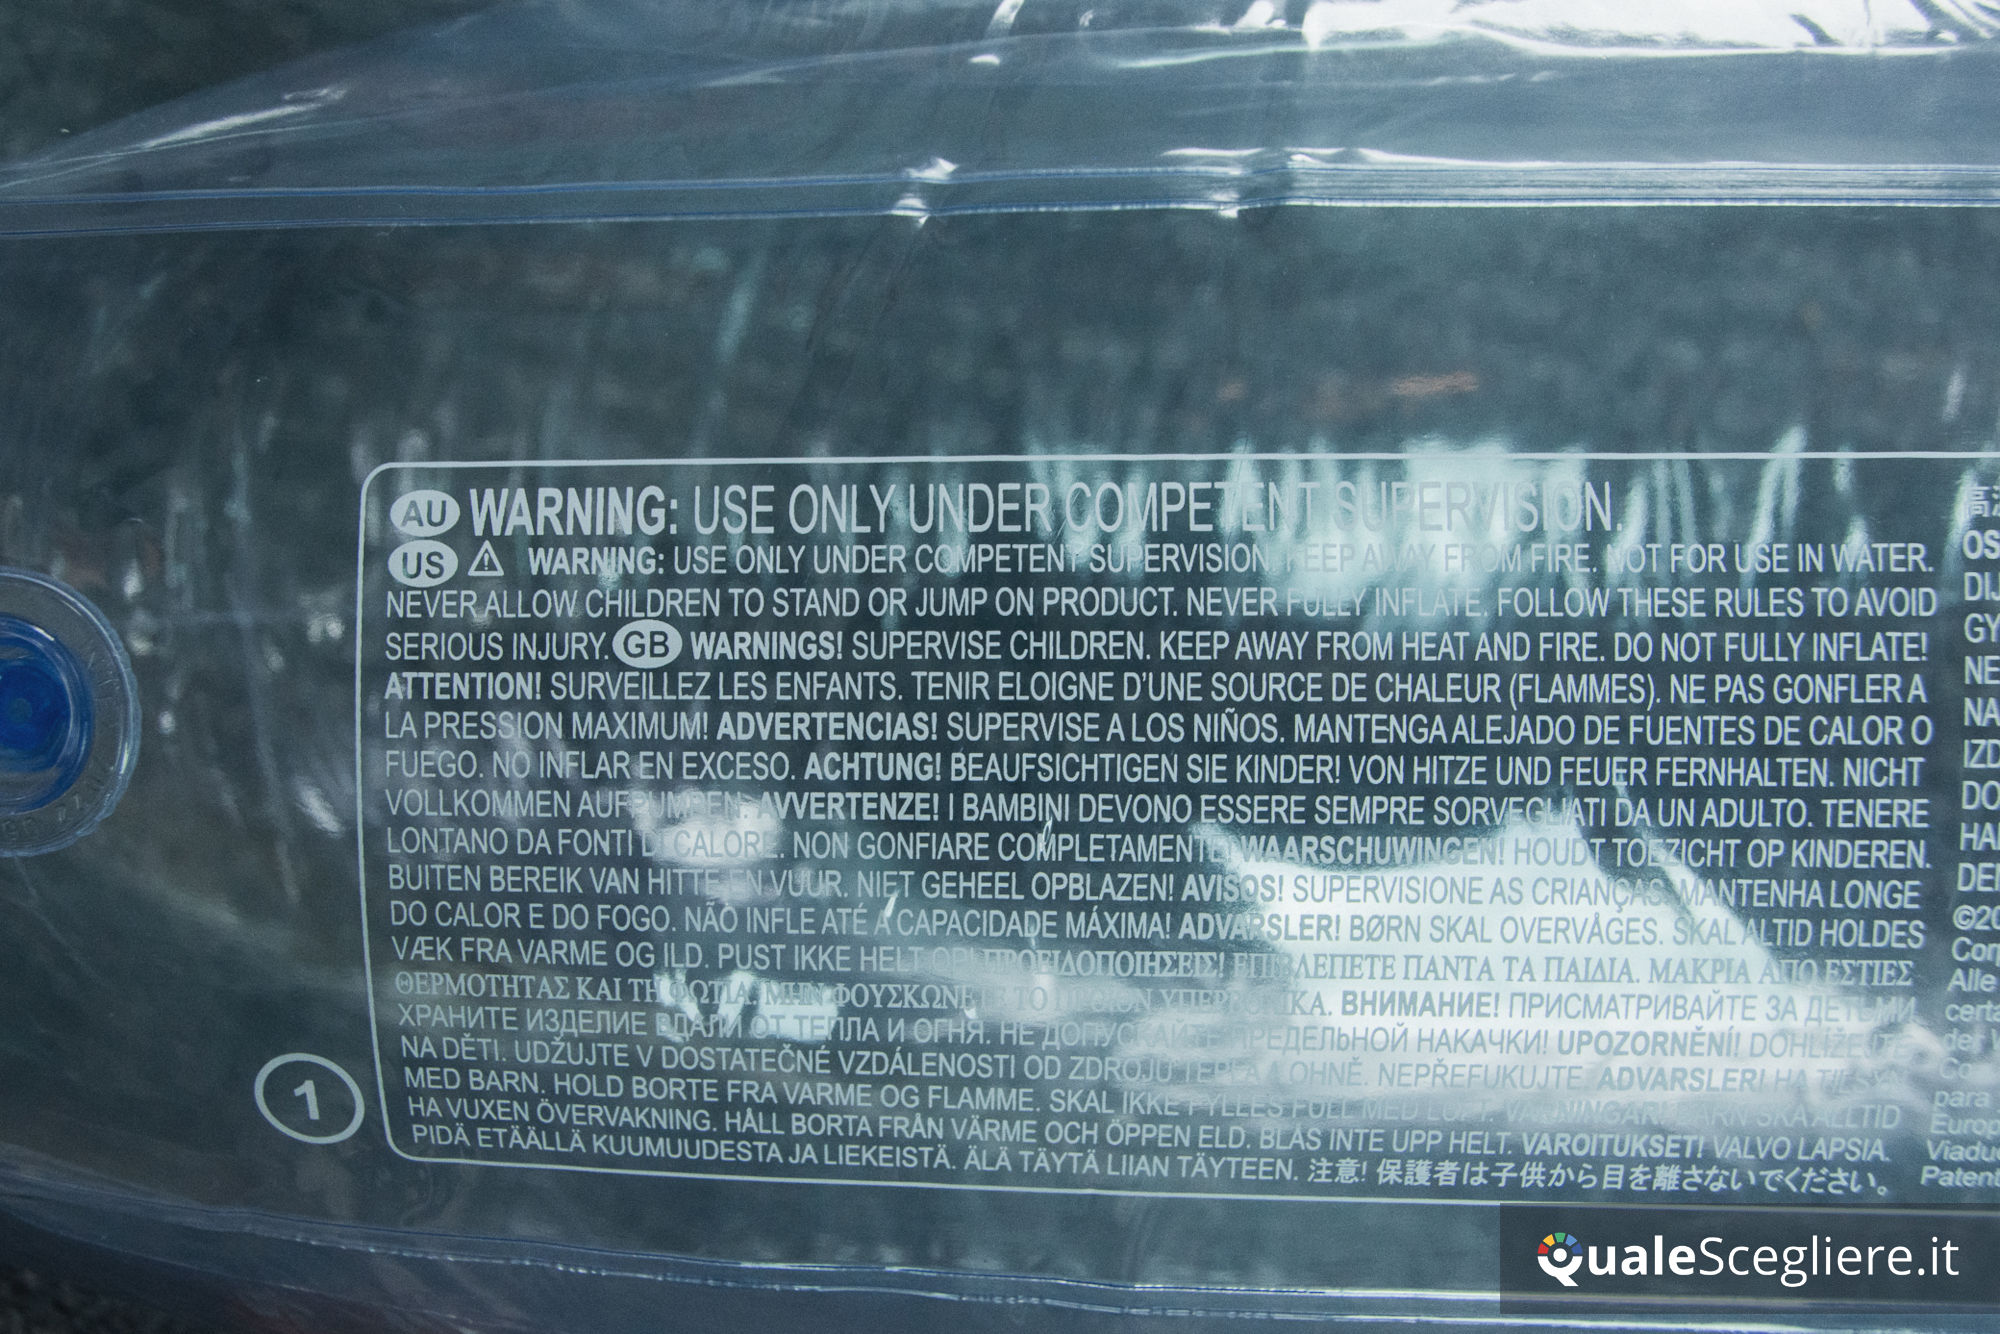 AU WARNING: USE ONLY UNDER COMPETENT SUPERVISION.
US WARNING: USE ONLY UNDER COMPETENT SUPERVISION. KEEP AWAY FROM FIRE. NOT FOR USE IN WATER.
NEVER ALLOW CHILDREN TO STAND OR JUMP ON PRODUCT. NEVER FULLY INFLATE. FOLLOW THESE RULES TO AVOID
SERIOUS INJURY. GB WARNINGS! SUPERVISE CHILDREN. KEEP AWAY FROM HEAT AND FIRE. DO NOT FULLY INFLATE!
ATTENTION! SURVEILLEZ LES ENFANTS. TENIR ELOIGNE D'UNE SOURCE DE CHALEUR (FLAMMES). NE PAS GONFLER A
LA PRESSION MAXIMUM! ADVERTENCIAS! SUPERVISE A LOS NIÑOS. MANTENGA ALEJADO DE FUENTES DE CALOR O
FUEGO. NO INFLAR EN EXCESO. ACHTUNG! BEAUFSICHTIGEN SIE KINDER! VON HITZE UND FEUER FERNHALTEN. NICHT
VOLLKOMMEN AUFPUMPEN. AVVERTENZE! I BAMBINI DEVONO ESSERE SEMPRE SORVEGLIATI DA UN ADULTO. TENERE
LONTANO DA FONTI DI CALORE. NON GONFIARE COMPLETAMENTE. WAARSCHUWINGEN! HOUDT TOEZICHT OP KINDEREN.
BUITEN BEREIK VAN HITTE EN VUUR. NIET GEHEEL OPBLAZEN! AVISOS! SUPERVISIONE AS CRIANÇAS. MANTENHA LONGE
DO CALOR E DO FOGO. NÃO INFLE ATÉ A CAPACIDADE MÁXIMA! ADVARSLER! BØRN SKAL OVERVÅGES. SKAL ALTID HOLDES
VÆK FRA VARME OG ILD. PUST IKKE HELT OP! ΠΡΟΕΙΔΟΠΟΙΗΣΕΙΣ! ΕΠΙΒΛΕΠΕΤΕ ΠΑΝΤΑ ΤΑ ΠΑΙΔΙΑ. ΜΑΚΡΙΑ ΑΠΟ ΕΣΤΙΕΣ
ΘΕΡΜΟΤΗΤΑΣ ΚΑΙ ΤΗ ΦΩΤΙΑ. ΜΗΝ ΦΟΥΣΚΩΝΕΤΕ ΤΟ ΠΡΟΙΟΝ ΥΠΕΡΒΟΛΙΚΑ. ВНИМАНИЕ! ПРИСМАТРИВАЙТЕ ЗА ДЕТЬМИ
ХРАНИТЕ ИЗДЕЛИЕ ВДАЛИ ОТ ТЕПЛА И ОГНЯ. НЕ ДОПУСКАЙТЕ ПРЕДЕЛЬНОЙ НАКАЧКИ! UPOZORNĚNÍ! DOHLÍŽEJTE
NA DĚTI. UDŽUJTE V DOSTATEČNÉ VZDÁLENOSTI OD ZDROJU TEPLA A OHNĚ. NEPŘEFUKUJTE. ADVARSLER! HA TILSYN
MED BARN. HOLD BORTE FRA VARME OG FLAMME. SKAL IKKE FYLLES FULL MED LUFT. VARNINGAR! BARN SKA ALLTID
HA VUXEN ÖVERVAKNING. HÅLL BORTA FRÅN VÄRME OCH ÖPPEN ELD. BLÅS INTE UPP HELT. VAROITUKSET! VALVO LAPSIA.
PIDÄ ETÄÄLLÄ KUUMUUDESTA JA LIEKEISTÄ. ÄLÄ TÄYTÄ LIIAN TÄYTEEN. 注意! 保護者は子供から目を離さないでください。
1
Alle
para
Patent
QualeScegliere.it